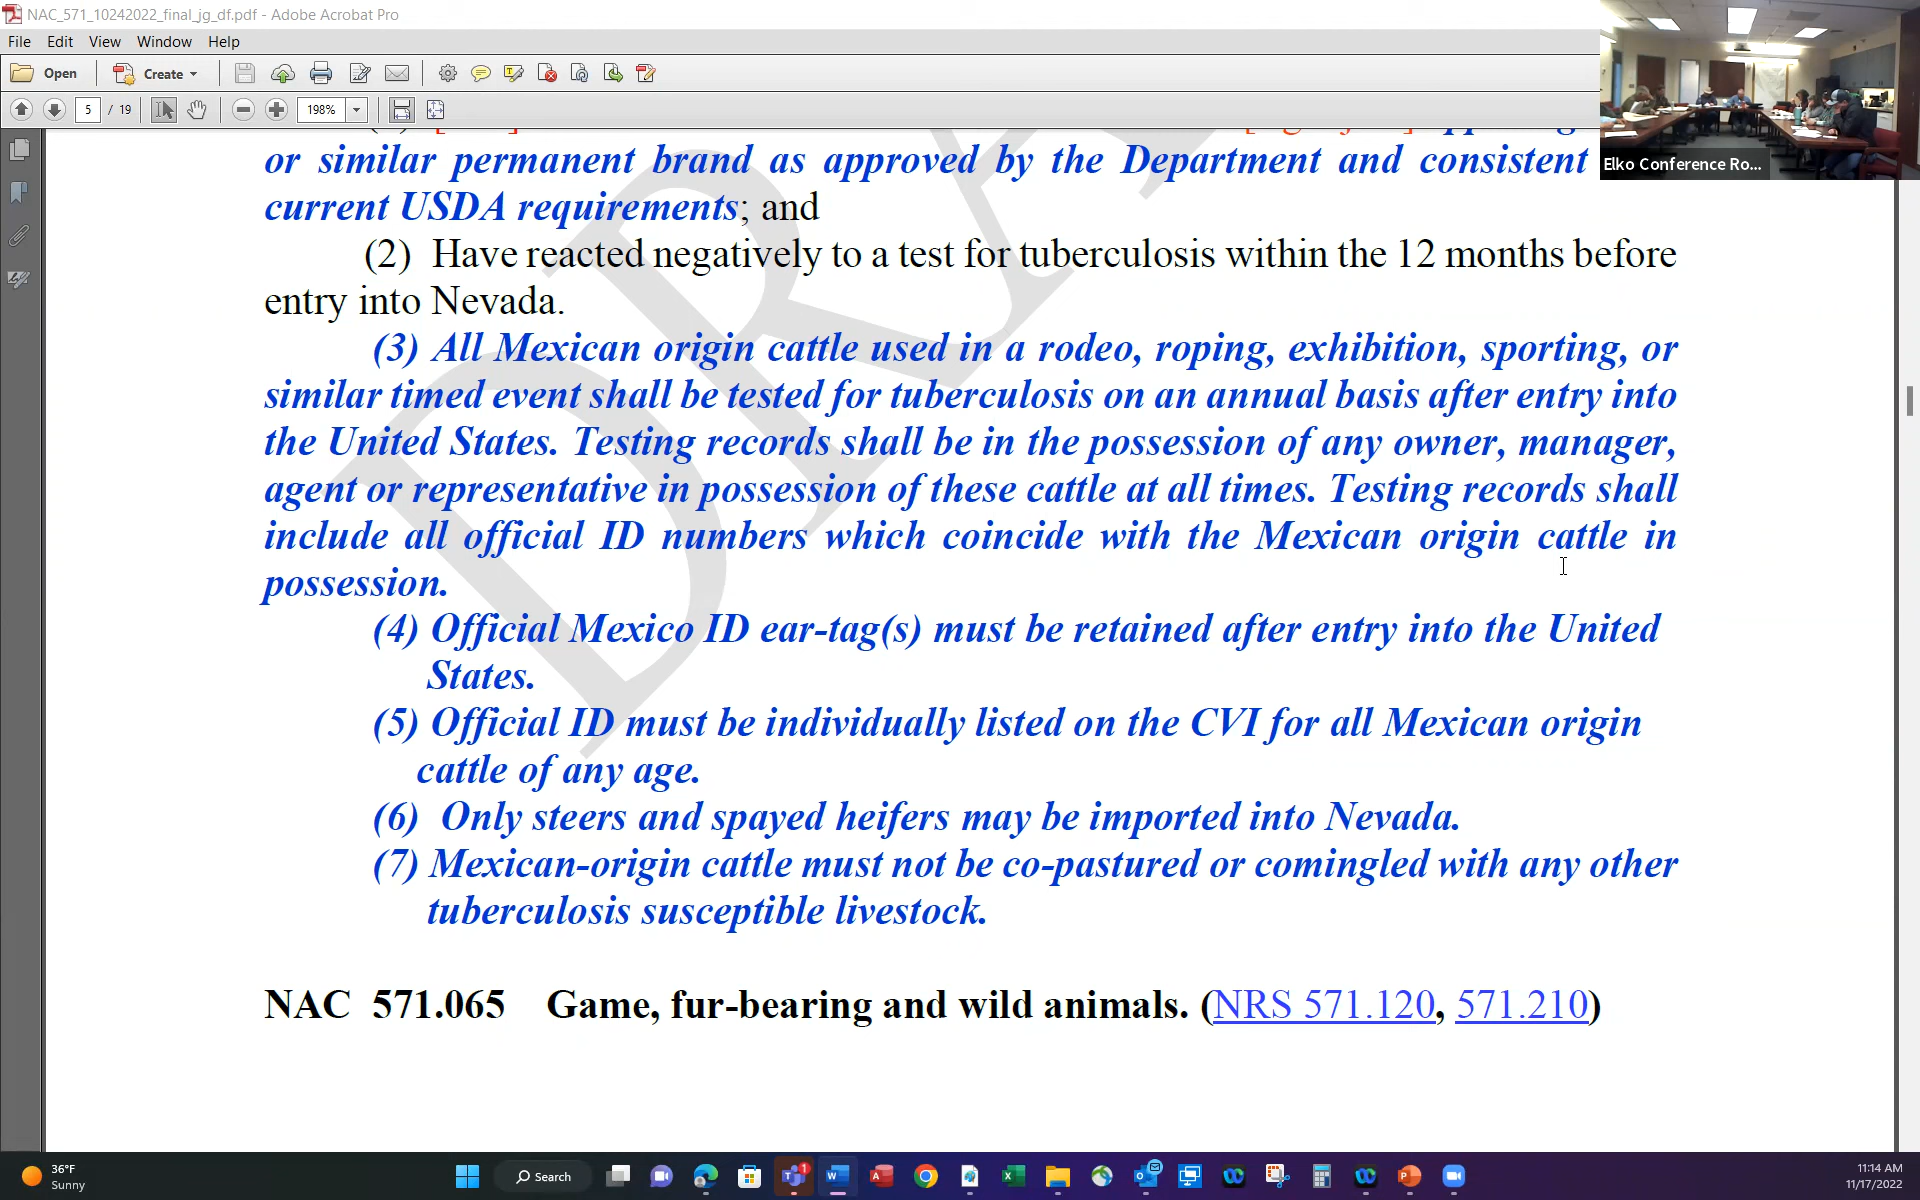 NAC_571_10242022_final_jg_df.pdf - Adobe Acrobat Pro
File Edit View Window Help
Open Create
5 / 19 198%
Elko Conference Ro...
or similar permanent brand as approved by the Department and consistent
current USDA requirements; and
(2) Have reacted negatively to a test for tuberculosis within the 12 months before
entry into Nevada.
(3) All Mexican origin cattle used in a rodeo, roping, exhibition, sporting, or
similar timed event shall be tested for tuberculosis on an annual basis after entry into
the United States. Testing records shall be in the possession of any owner, manager,
agent or representative in possession of these cattle at all times. Testing records shall
include all official ID numbers which coincide with the Mexican origin cattle in
possession.
(4) Official Mexico ID ear-tag(s) must be retained after entry into the United
States.
(5) Official ID must be individually listed on the CVI for all Mexican origin
cattle of any age.
(6) Only steers and spayed heifers may be imported into Nevada.
(7) Mexican-origin cattle must not be co-pastured or comingled with any other
tuberculosis susceptible livestock.
NAC 571.065 Game, fur-bearing and wild animals. (NRS 571.120, 571.210)
DRA
36°F
Sunny
Search
1
11:14 AM
11/17/2022